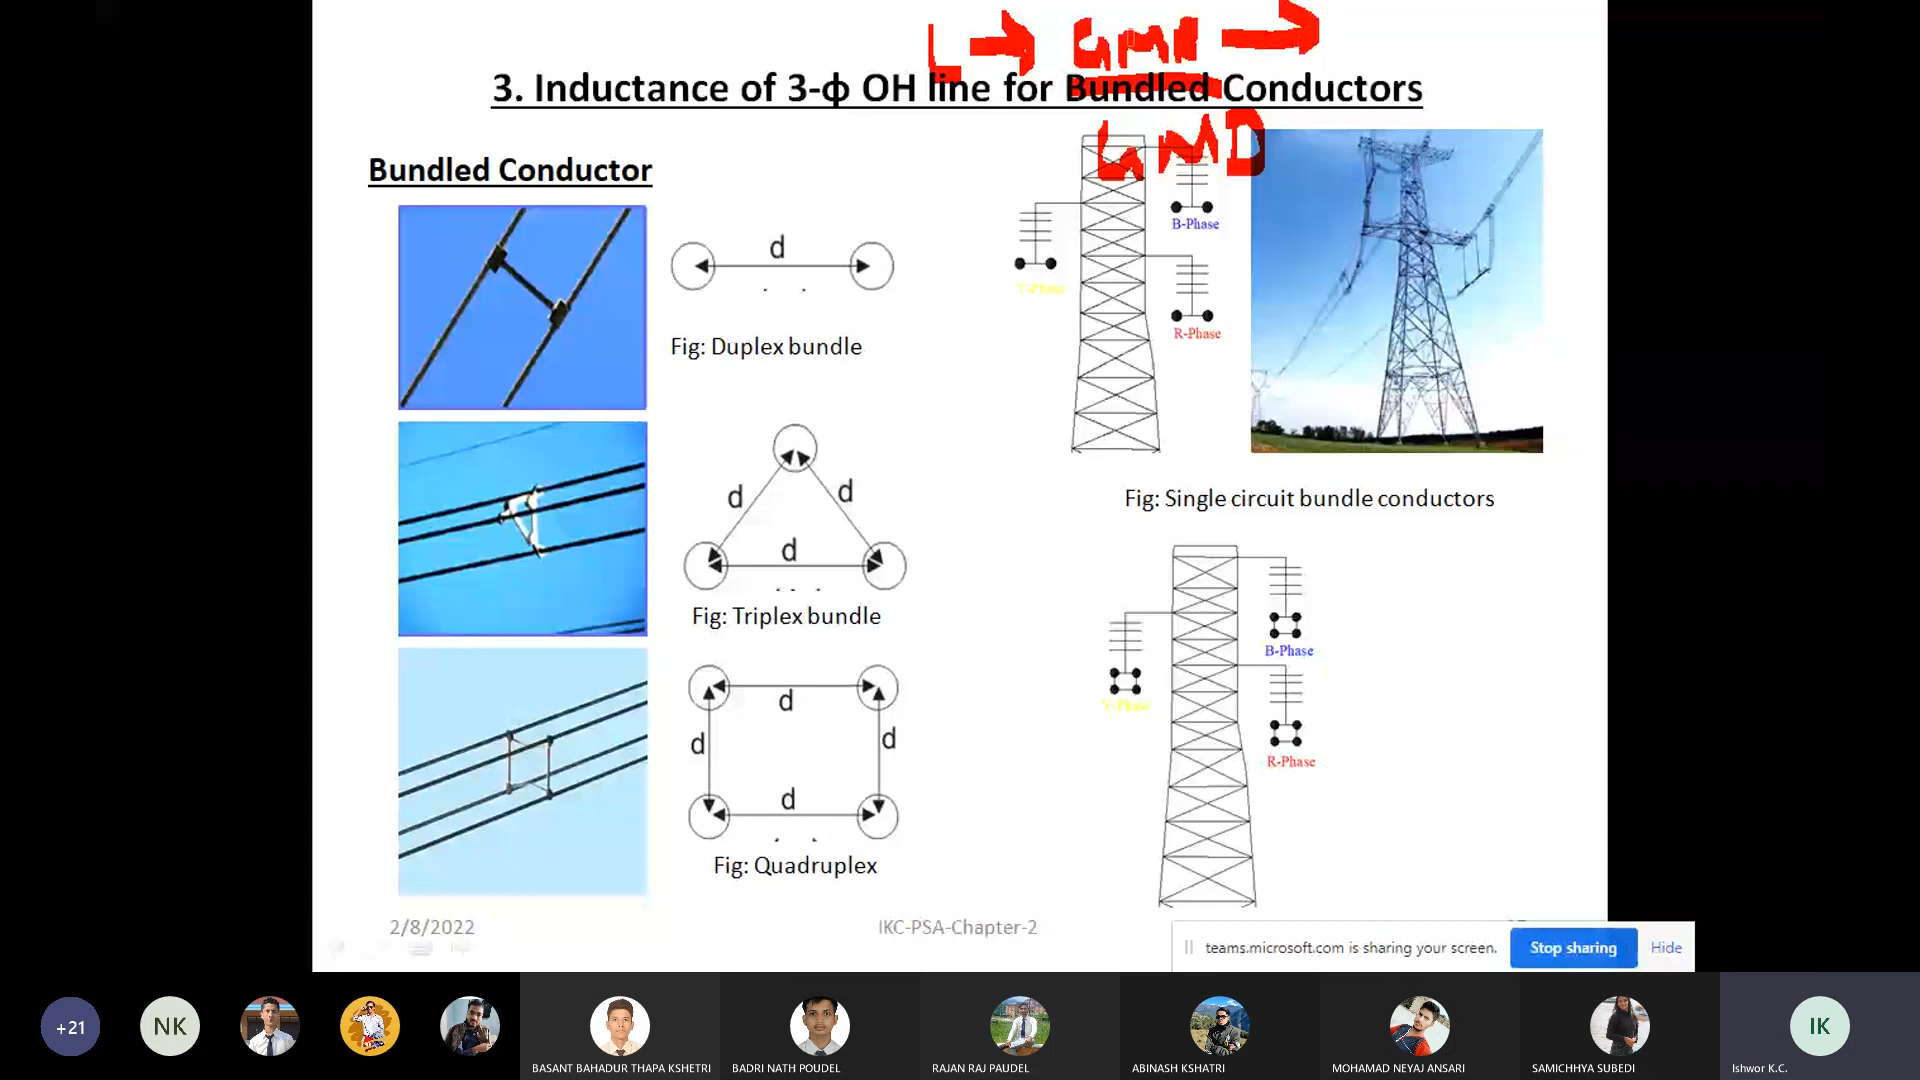 L → GMR →
3. Inductance of 3-ф OH line for Bundled Conductors
GMD
Bundled Conductor
d
Fig: Duplex bundle
d
d
d
Fig: Triplex bundle
d
d
d
d
Fig: Quadruplex
B-Phase
Y-Phase
R-Phase
Fig: Single circuit bundle conductors
B-Phase
Y-Phase
R-Phase
2/8/2022
IKC-PSA-Chapter-2
teams.microsoft.com is sharing your screen.
Stop sharing
Hide
+21
NK
BASANT BAHADUR THAPA KSHETRI
BADRI NATH POUDEL
RAJAN RAJ PAUDEL
ABINASH KSHATRI
MOHAMAD NEYAJ ANSARI
SAMICHHYA SUBEDI
IK
Ishwor K.C.